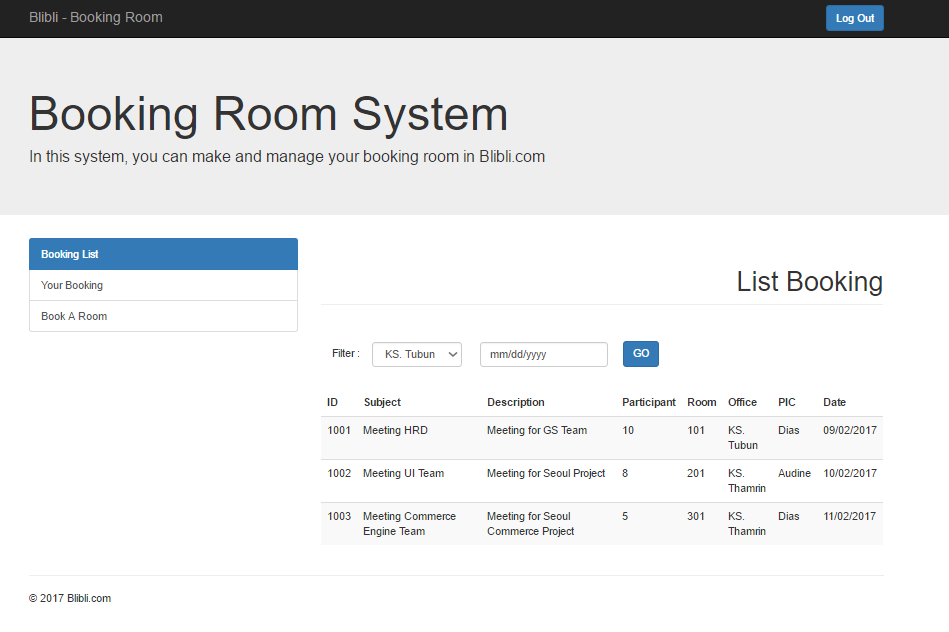 Blibli - Booking Room
Log Out
Booking Room System
In this system, you can make and manage your booking room in Blibli.com
Booking List
Your Booking
Book A Room
List Booking
Filter : KS. Tubun mm/dd/yyyy GO
ID Subject Description Participant Room Office PIC Date
1001 Meeting HRD Meeting for GS Team 10 101 KS. Dias 09/02/2017
Tubun
1002 Meeting UI Team Meeting for Seoul Project 8 201 KS. Audine 10/02/2017
Thamrin
1003 Meeting Commerce Meeting for Seoul 5 301 KS. Dias 11/02/2017
Engine Team Commerce Project Thamrin
© 2017 Blibli.com